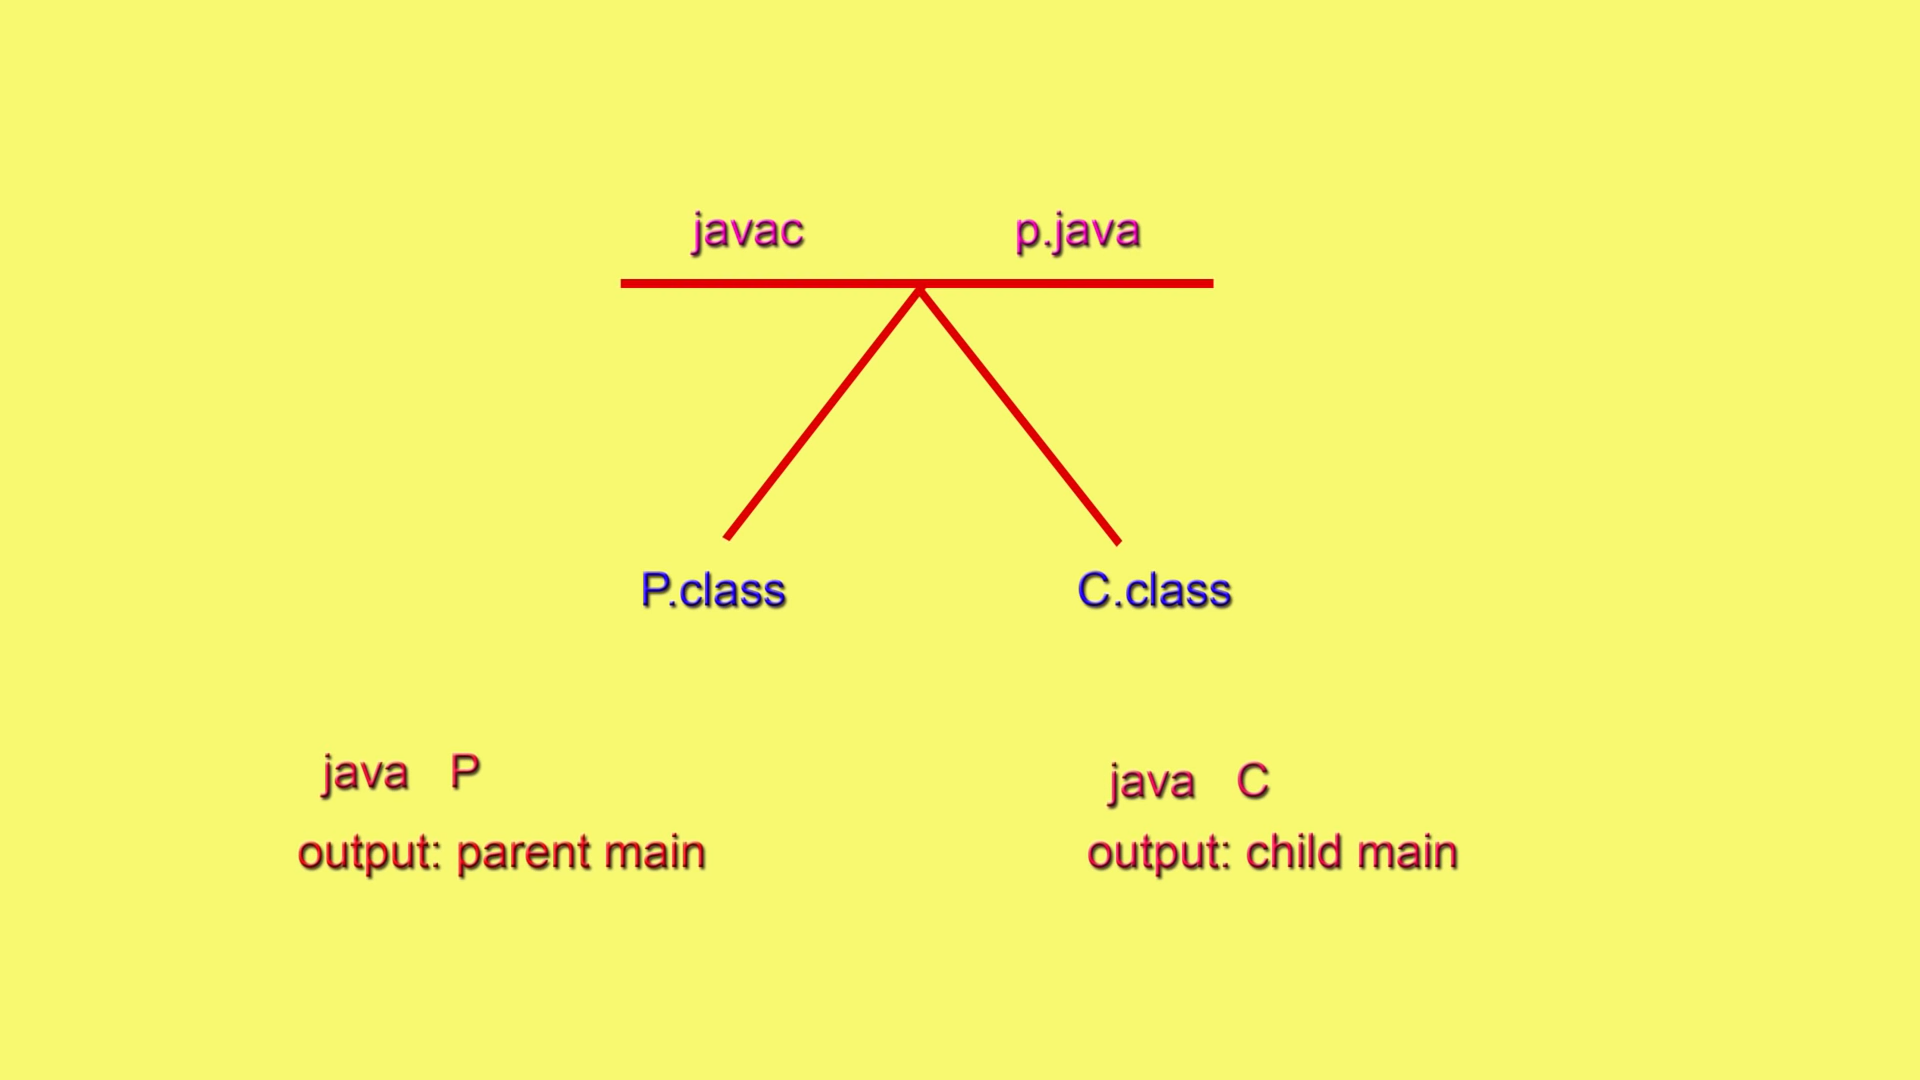 javac p.java
P.class C.class
java P
output: parent main
java C
output: child main